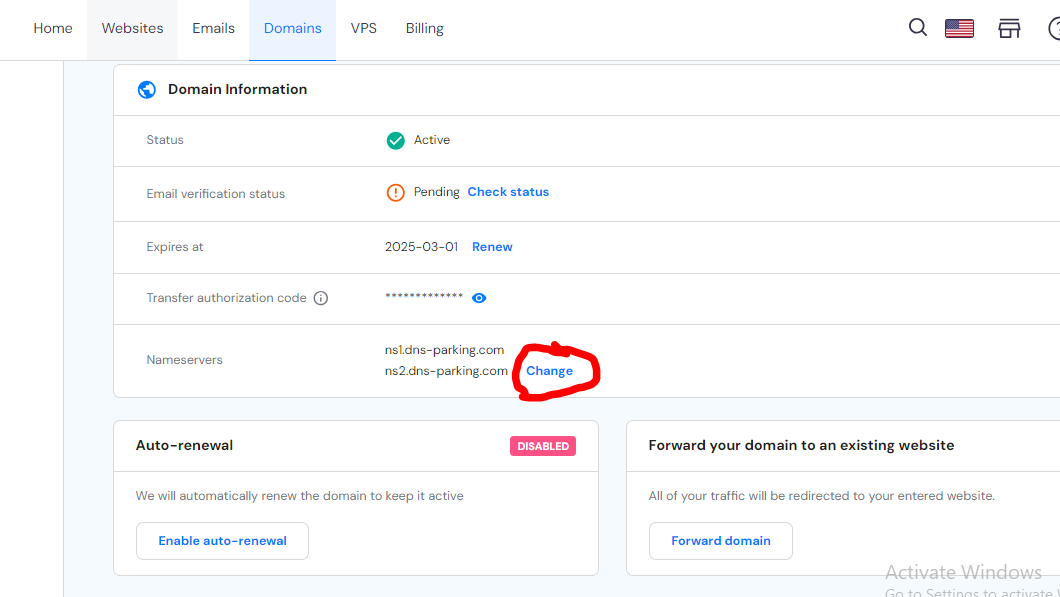 Home Websites Emails Domains VPS Billing
Domain Information
Status Active
Email verification status Pending Check status
Expires at 2025-03-01 Renew
Transfer authorization code *************
Nameservers
ns1.dns-parking.com
ns2.dns-parking.com Change
Auto-renewal DISABLED
We will automatically renew the domain to keep it active
Enable auto-renewal
Forward your domain to an existing website
All of your traffic will be redirected to your entered website.
Forward domain
Activate Windows
Go to Settings to activate